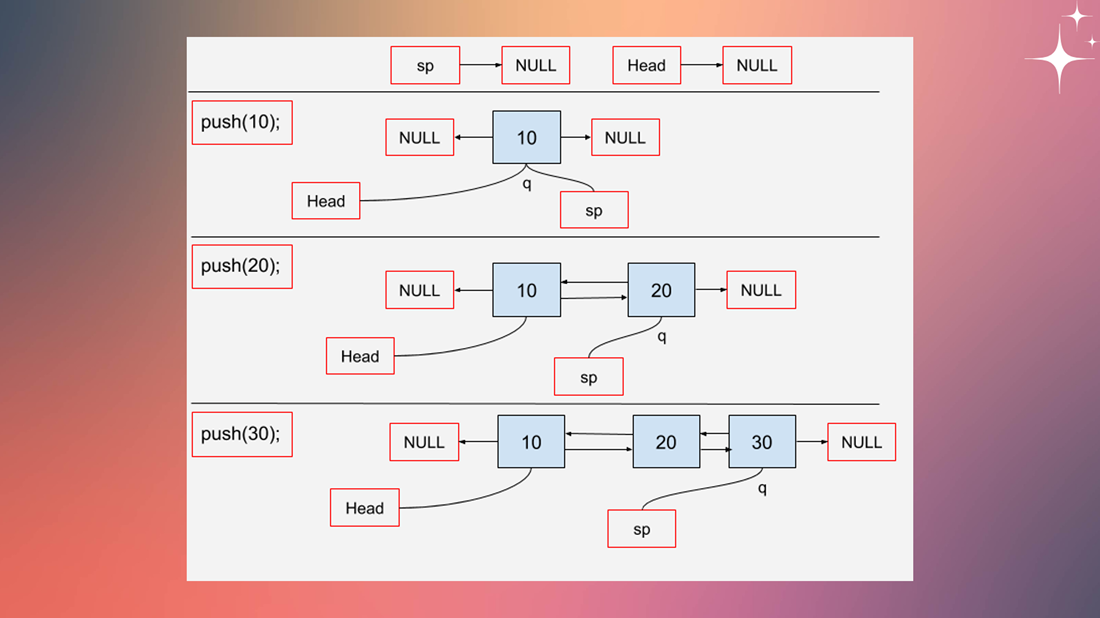 sp NULL Head NULL
push(10);
NULL 10 NULL
q
Head
sp
push(20);
NULL 10 20 NULL
q
Head
sp
push(30);
NULL 10 20 30 NULL
q
Head
sp